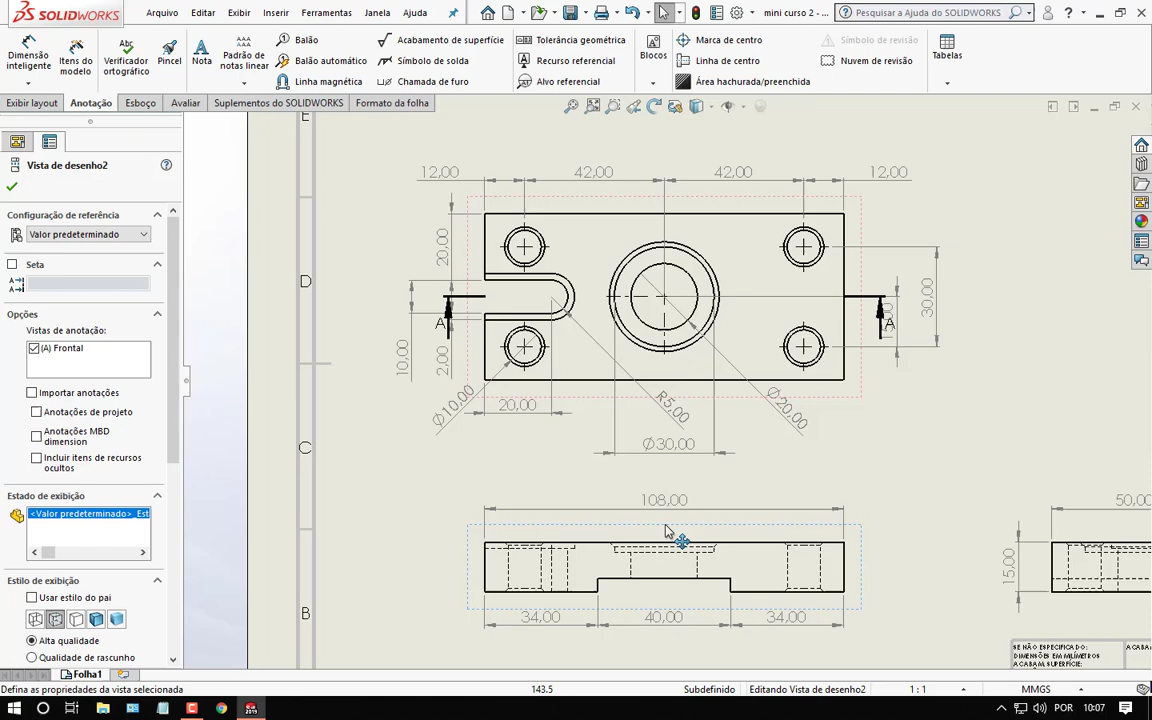 SOLIDWORKS
Arquivo Editar Exibir Inserir Ferramentas Janela Ajuda
mini curso 2 - ...
Pesquisar a Ajuda do SOLIDWORKS
Dimensão inteligente
Itens do modelo
Verificador ortográfico
Pincel
Nota
Padrão de notas linear
Balão
Balão automático
Linha magnética
Acabamento de superfície
Símbolo de solda
Chamada de furo
Tolerância geométrica
Recurso referencial
Alvo referencial
Blocos
Marca de centro
Linha de centro
Área hachurada/preenchida
Símbolo de revisão
Nuvem de revisão
Tabelas
Exibir layout Anotação Esboço Avaliar Suplementos do SOLIDWORKS Formato da folha
Vista de desenho2
Configuração de referência
Valor predeterminado
Seta
Opções
Vistas de anotação:
(A) Frontal
Importar anotações
Anotações de projeto
Anotações MBD
dimension
Incluir itens de recursos
ocultos
Estado de exibição
<Valor predeterminado>_Est
Estilo de exibição
Usar estilo do pai
Alta qualidade
Qualidade de rascunho
E
D
C
B
12,00 42,00 42,00 12,00
20,00
10,00
2,00
A
A
30,00
Ø10,00
20,00
R5,00
Ø20,00
Ø30,00
108,00
34,00 40,00 34,00
50,00
15,00
SE NÃO ESPECIFICADO:
DIMENSÕES EM MILÍMETROS
ACABAM. SUPERFÍCIE:
ACABAM
Folha1
Defina as propriedades da vista selecionada 143.5 Subdefinido Editando Vista de desenho2 1 : 1 MMGS
POR 10:07